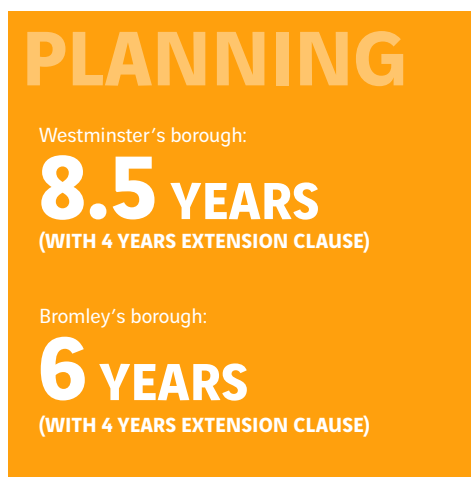 PLANNING
Westminster’s borough:
8.5 YEARS
(WITH 4 YEARS EXTENSION CLAUSE)
Bromley’s borough:
6 YEARS
(WITH 4 YEARS EXTENSION CLAUSE)